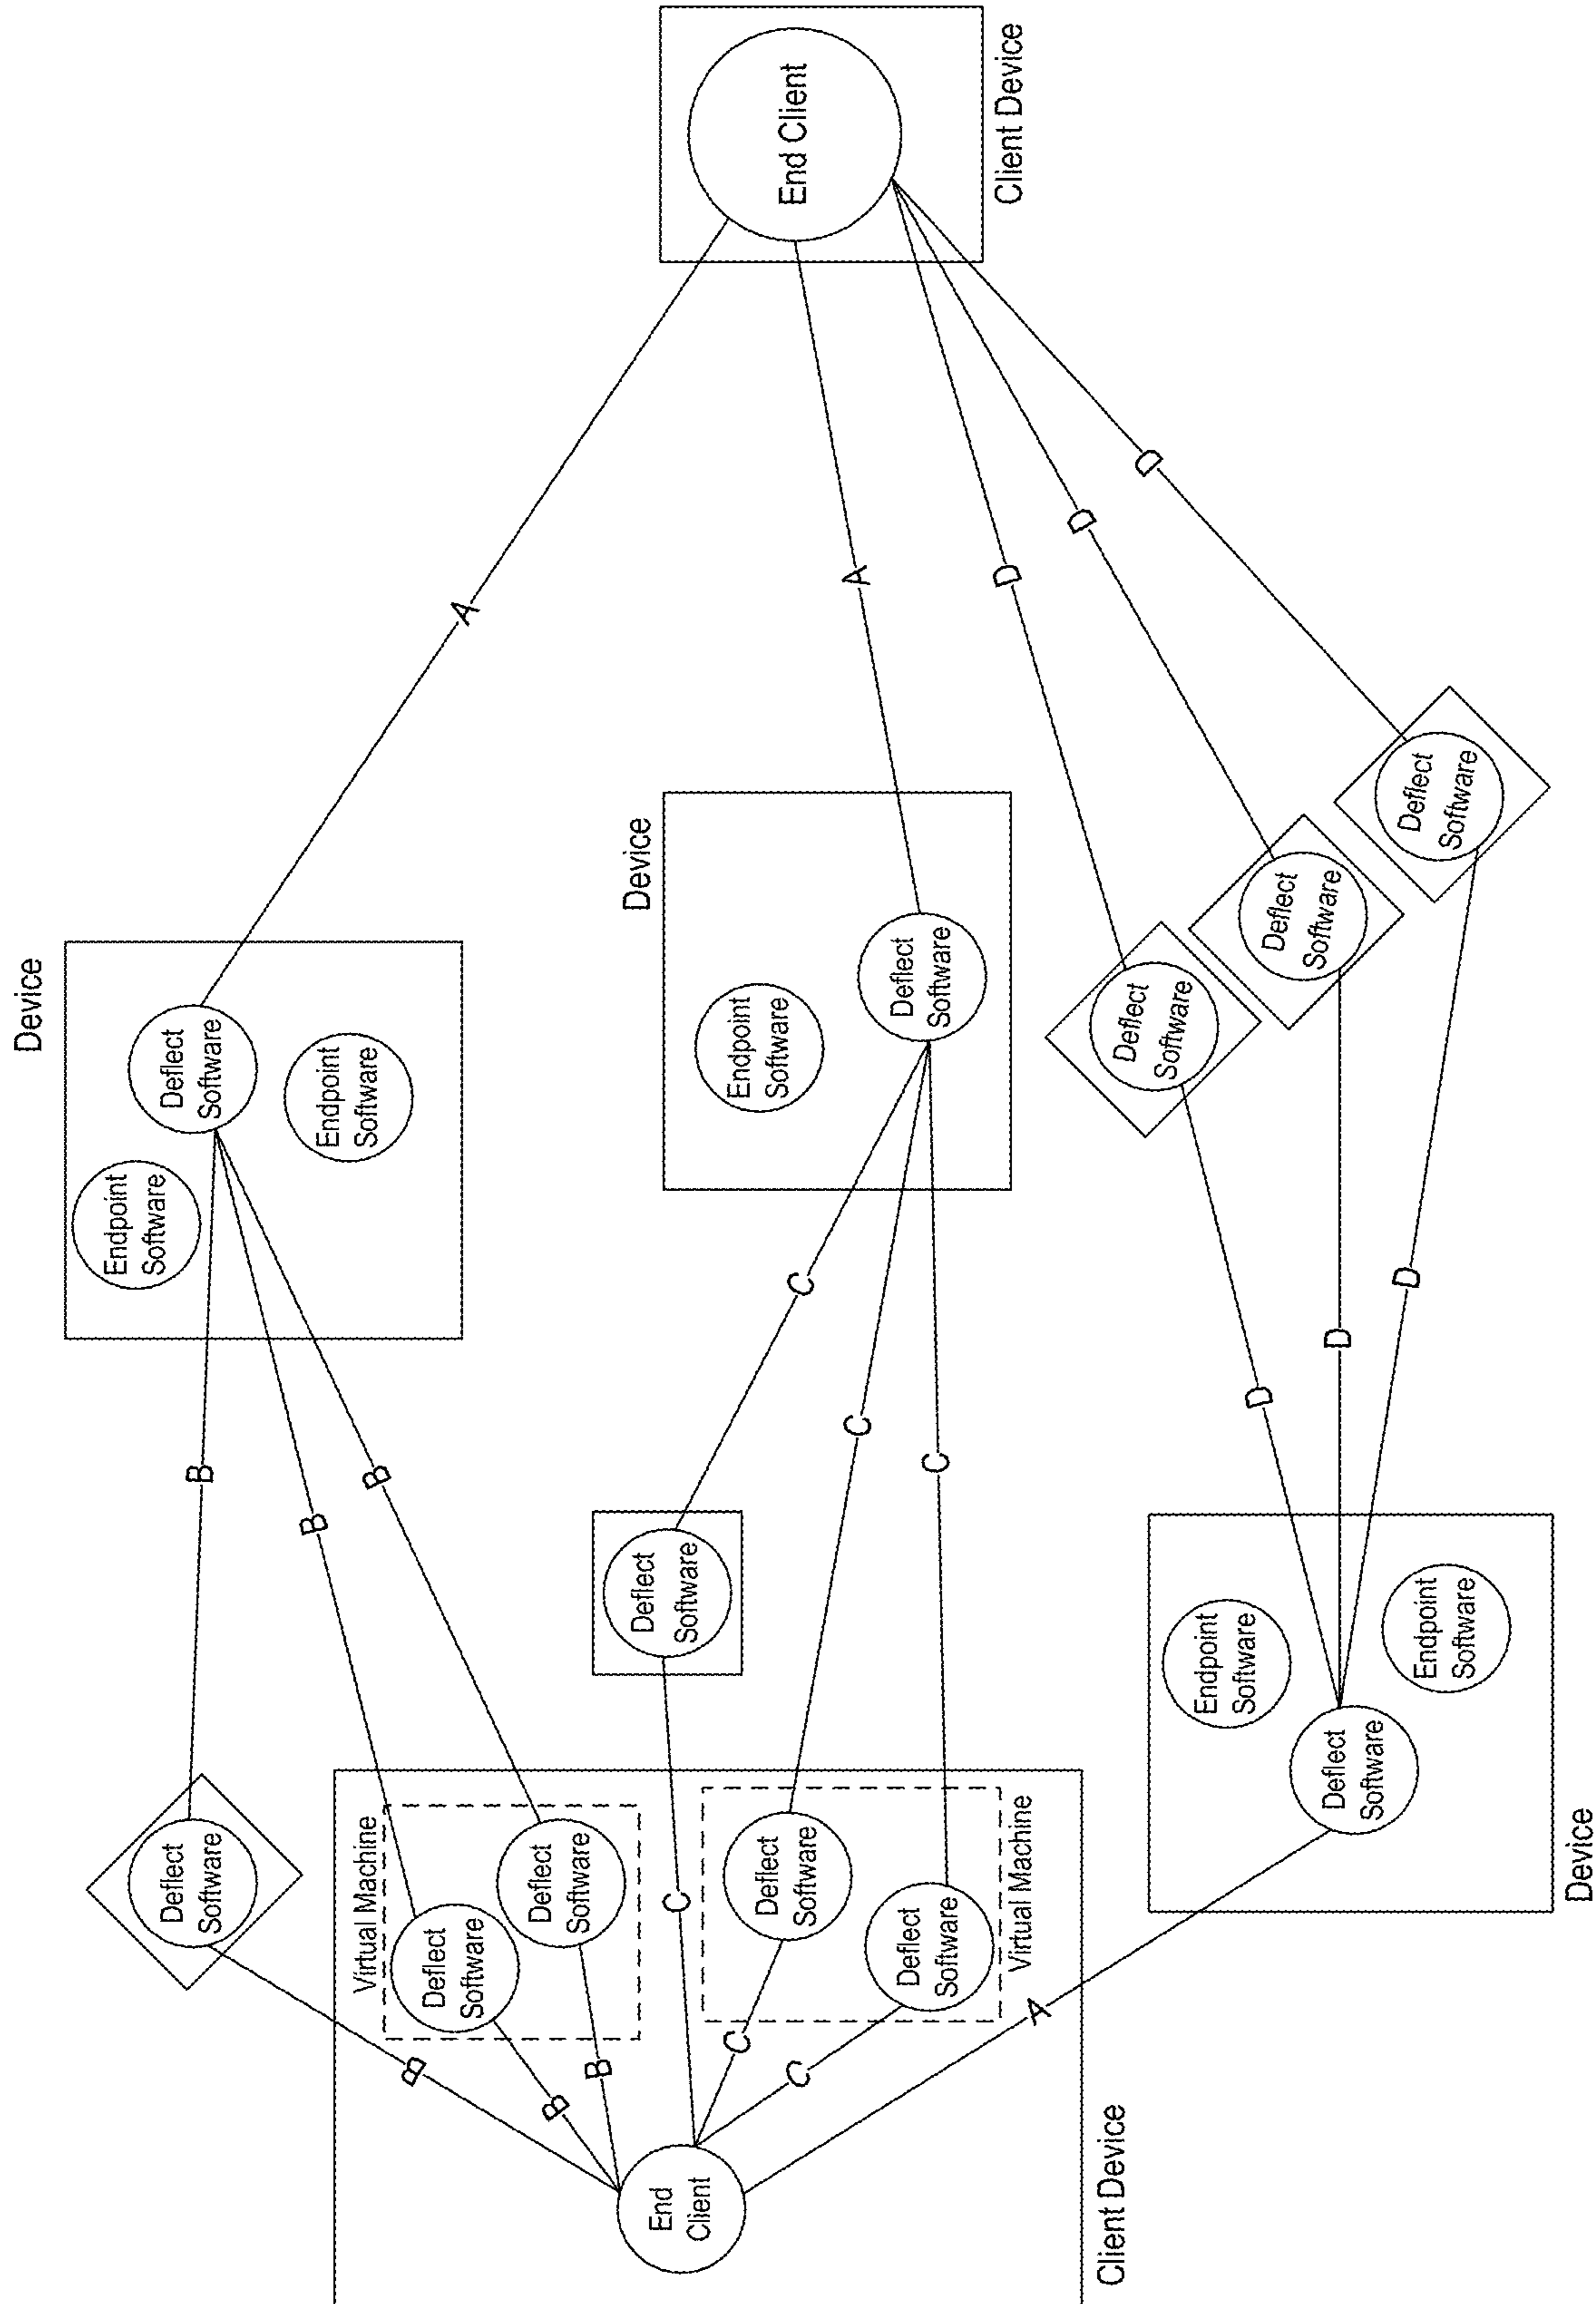 Device
Endpoint
Software
Deflect
Software
Deflect
Software
B
B
Endpoint
Software
Virtual Machine
B
B
Deflect
Software
A
Deflect
Software
B
B
Device
Deflect
Software
End
Client
C
C
Endpoint
Software
Deflect
Software
End Client
C
C
A
C
Deflect
Software
Deflect
Software
C
D
Client Device
Virtual Machine
A
D
Client Device
Deflect
Software
D
Endpoint
Software
D
Deflect
Software
Deflect
Software
D
D
Deflect
Software
Endpoint
Software
Device